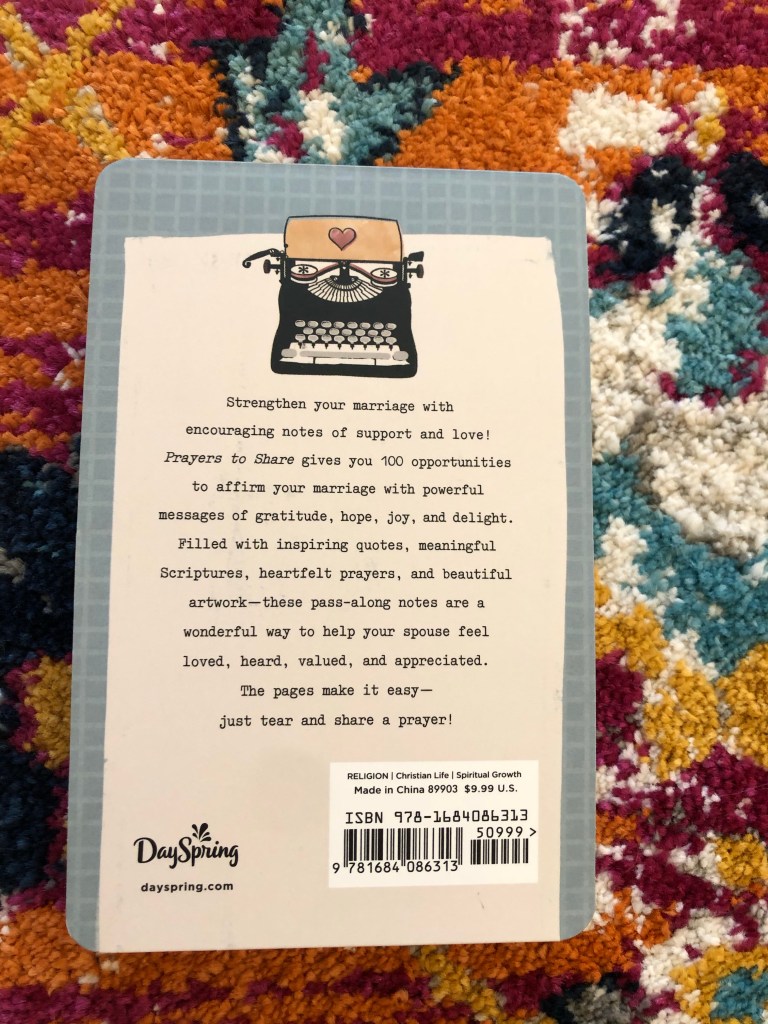 Strengthen your marriage with
encouraging notes of support and love!
Prayers to Share gives you 100 opportunities
to affirm your marriage with powerful
messages of gratitude, hope, joy, and delight.
Filled with inspiring quotes, meaningful
Scriptures, heartfelt prayers, and beautiful
artwork—these pass-along notes are a
wonderful way to help your spouse feel
loved, heard, valued, and appreciated.
The pages make it easy—
just tear and share a prayer!
RELIGION | Christian Life | Spiritual Growth
Made in China 89903 $9.99 U.S.
ISBN 978-1684086313
50999 >
9 781684 086313
DaySpring
dayspring.com